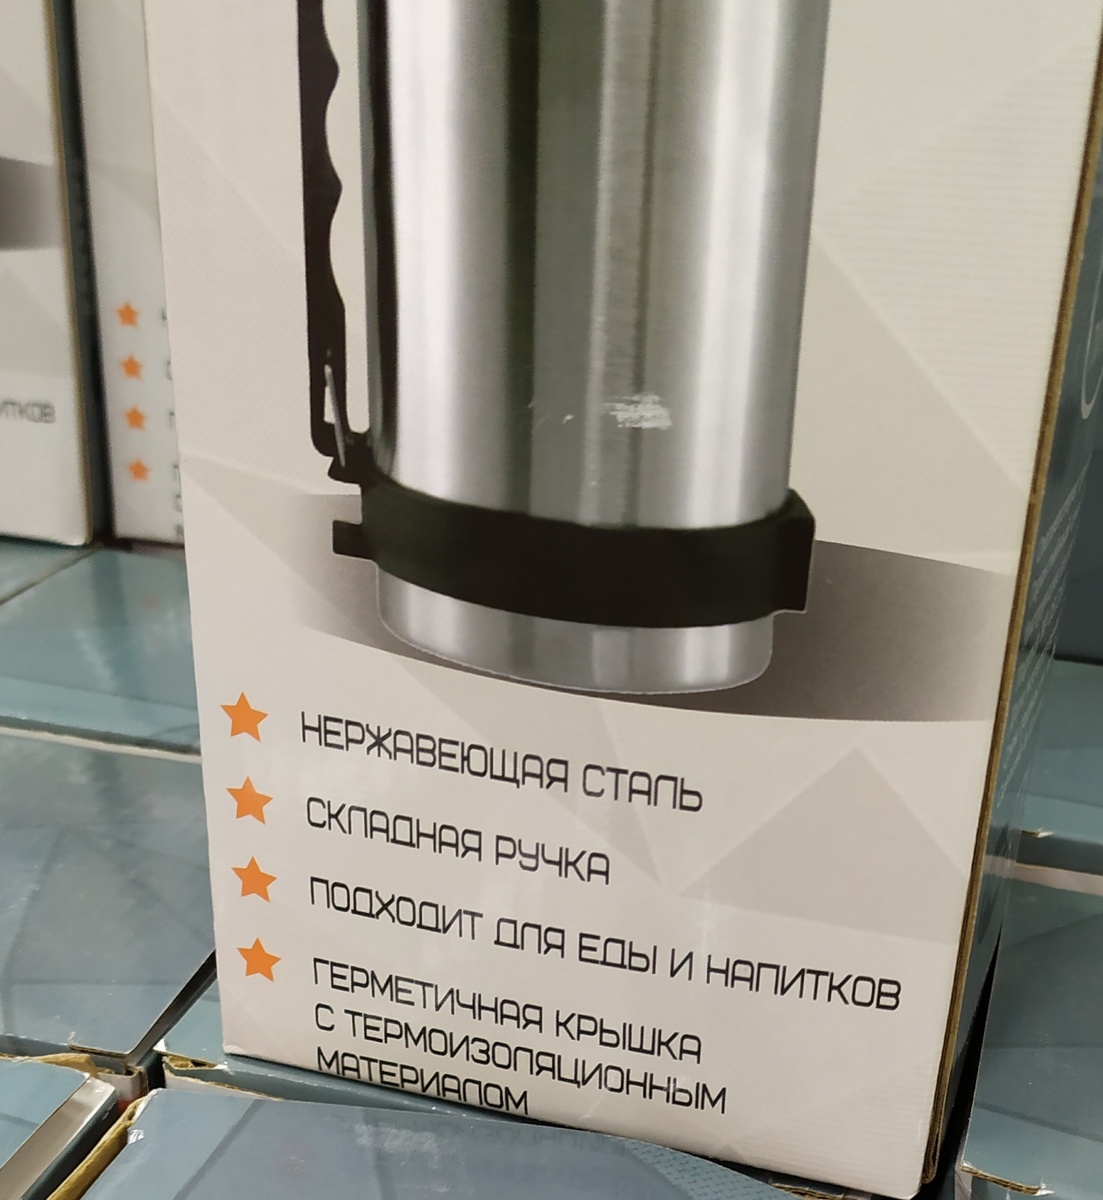 НЕРЖАВЕЮЩАЯ СТАЛЬ
СКЛАДНАЯ РУЧКА
ПОДХОДИТ ДЛЯ ЕДЫ И НАПИТКОВ
ГЕРМЕТИЧНАЯ КРЫШКА
С ТЕРМОИЗОЛЯЦИОННЫМ
МАТЕРИАЛОМ